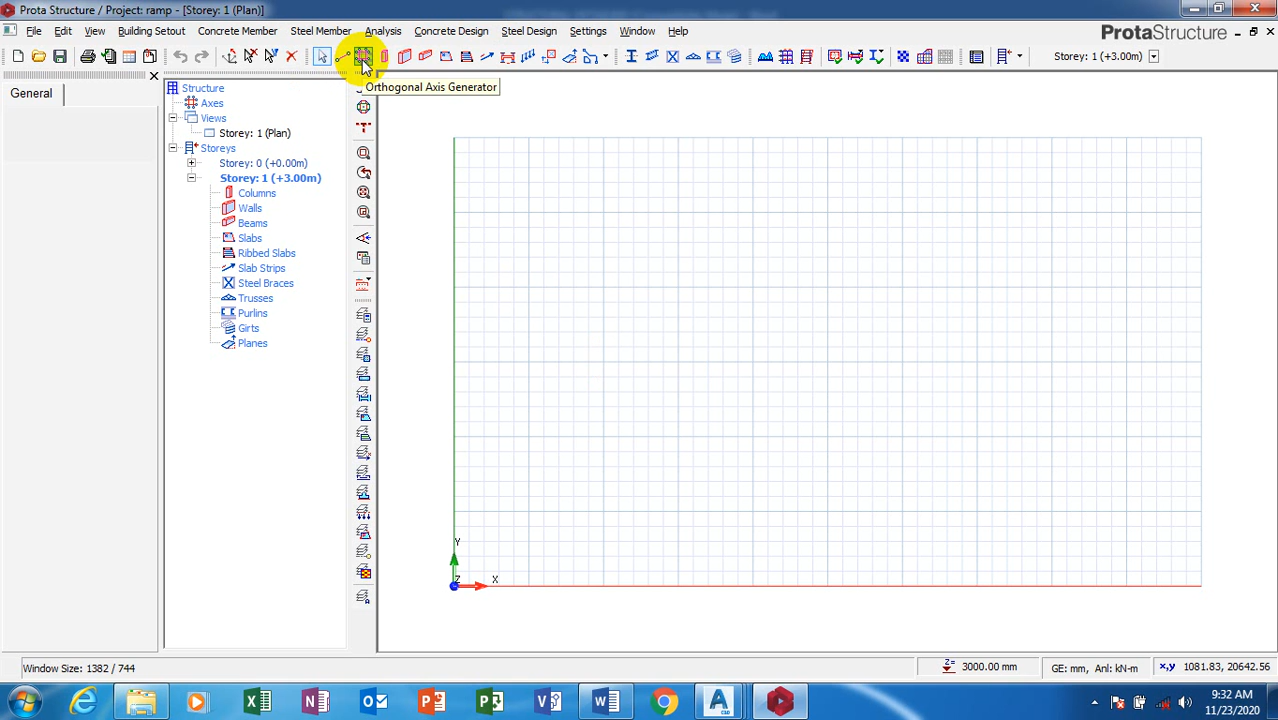 Prota Structure / Project: ramp - [Storey: 1 (Plan)]
File Edit View Building Setout Concrete Member Steel Member Analysis Concrete Design Steel Design Settings Window Help
Storey: 1 (+3.00m)
Orthogonal Axis Generator
General
Structure
Axes
Views
Storey: 1 (Plan)
Storeys
Storey: 0 (+0.00m)
Storey: 1 (+3.00m)
Columns
Walls
Beams
Slabs
Ribbed Slabs
Slab Strips
Steel Braces
Trusses
Purlins
Girts
Planes
Y
Z
X
Window Size: 1382 / 744
Z=
3000.00 mm
GE: mm, Anl: kN-m
x,y 1081.83, 20642.56
9:32 AM
11/23/2020